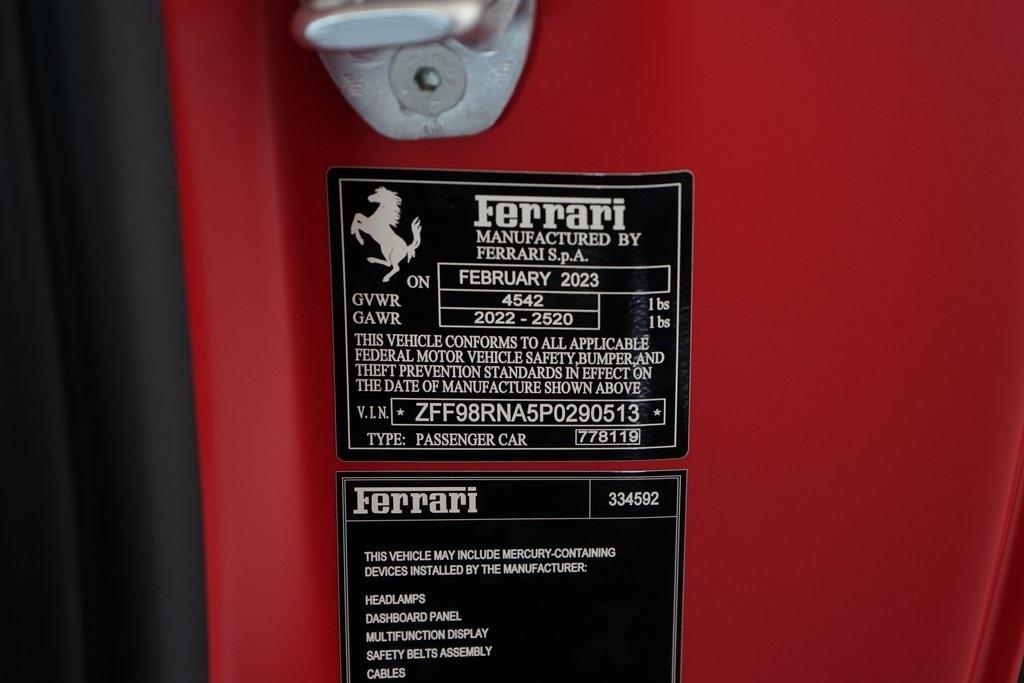 Ferrari
MANUFACTURED BY
FERRARI S.p.A.
ON FEBRUARY 2023
GVWR 4542 lbs
GAWR 2022 - 2520 lbs
THIS VEHICLE CONFORMS TO ALL APPLICABLE
FEDERAL MOTOR VEHICLE SAFETY,BUMPER,AND
THEFT PREVENTION STANDARDS IN EFFECT ON
THE DATE OF MANUFACTURE SHOWN ABOVE
V.I.N. * ZFF98RNA5P0290513 *
TYPE: PASSENGER CAR 778119
Ferrari 334592
THIS VEHICLE MAY INCLUDE MERCURY-CONTAINING
DEVICES INSTALLED BY THE MANUFACTURER:
HEADLAMPS
DASHBOARD PANEL
MULTIFUNCTION DISPLAY
SAFETY BELTS ASSEMBLY
CABLES